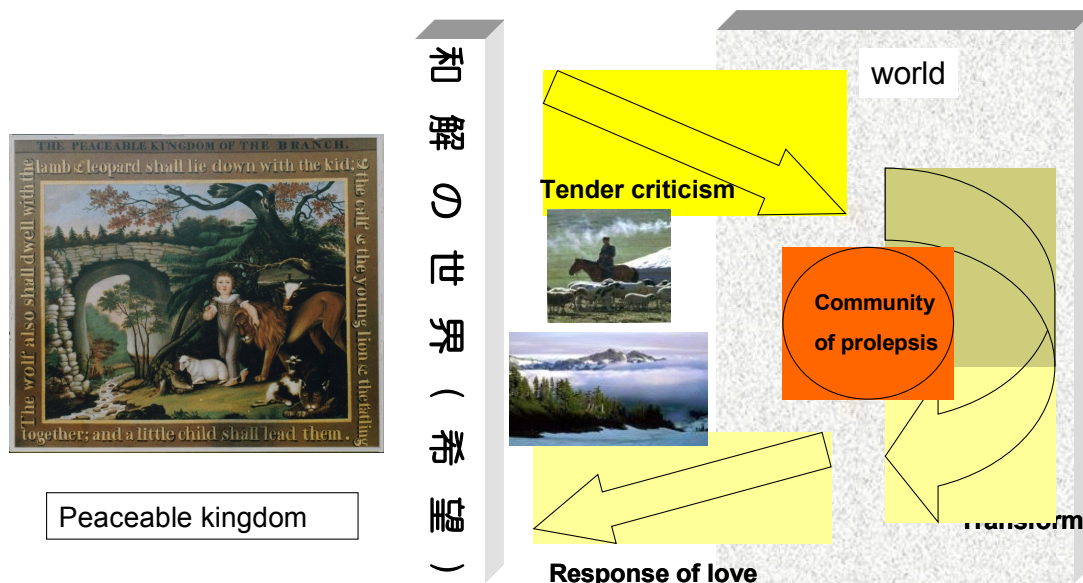 THE PEACEABLE KINGDOM OF THE BRANCH.
The wolf also shall dwell with the
lamb & leopard shall lie down with the kid;
& the calf & the young lion & the fatling
together; and a little child shall lead them.
Peaceable kingdom
和解の世界(希望)
world
Tender criticism
Community
of prolepsis
Transform
Response of love